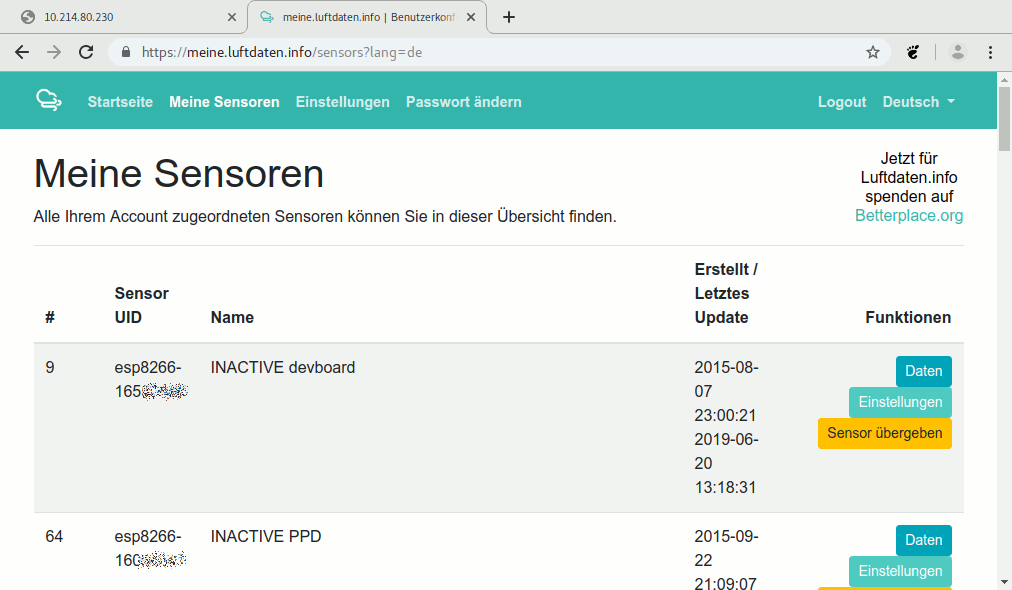 10.214.80.230
meine.luftdaten.info | Benutzerkonf
https://meine.luftdaten.info/sensors?lang=de
Startseite Meine Sensoren Einstellungen Passwort ändern Logout Deutsch
Meine Sensoren
Alle Ihrem Account zugeordneten Sensoren können Sie in dieser Übersicht finden.
Jetzt für
Luftdaten.info
spenden auf
Betterplace.org
# Sensor UID Name Erstellt / Letztes Update Funktionen
9
esp8266-
165
INACTIVE devboard
2015-08-
07
23:00:21
2019-06-
20
13:18:31
Daten
Einstellungen
Sensor übergeben
64
esp8266-
160
INACTIVE PPD
2015-09-
22
21:09:07
Daten
Einstellungen